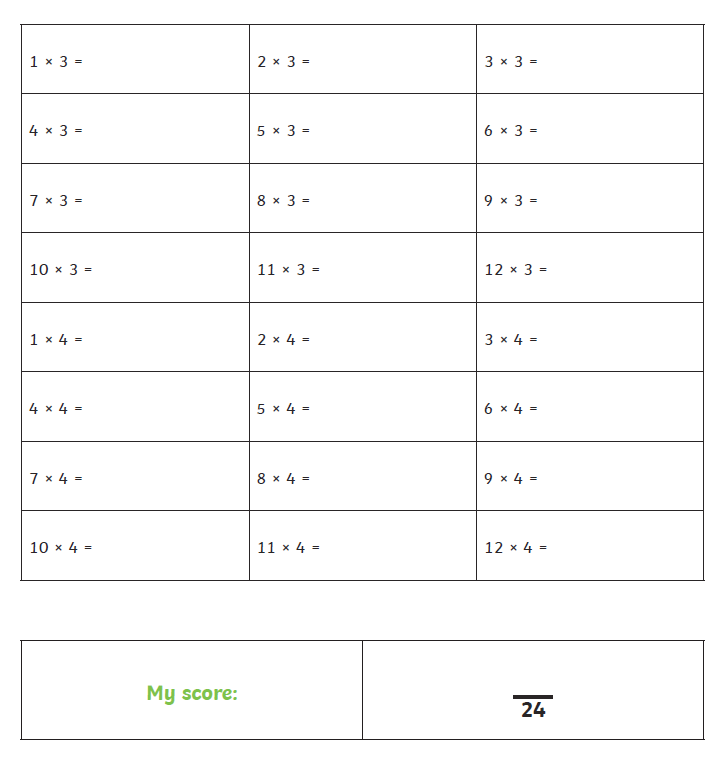 1 × 3 = 2 × 3 = 3 × 3 =
4 × 3 = 5 × 3 = 6 × 3 =
7 × 3 = 8 × 3 = 9 × 3 =
10 × 3 = 11 × 3 = 12 × 3 =
1 × 4 = 2 × 4 = 3 × 4 =
4 × 4 = 5 × 4 = 6 × 4 =
7 × 4 = 8 × 4 = 9 × 4 =
10 × 4 = 11 × 4 = 12 × 4 =
My score:
24